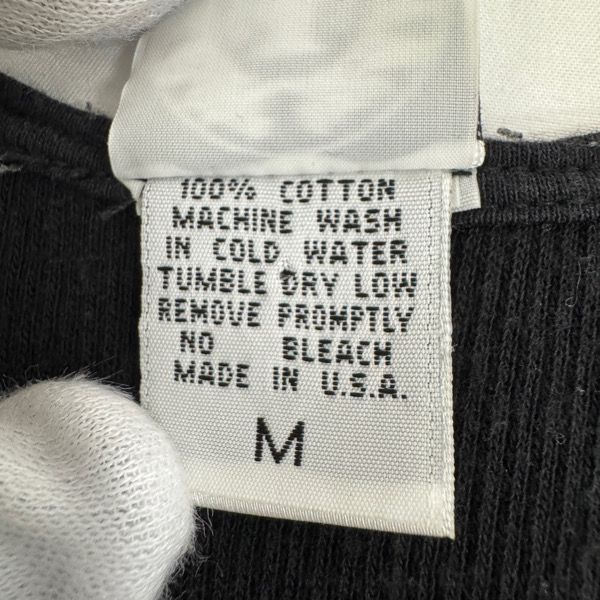 100% COTTON
MACHINE WASH
IN COLD WATER
TUMBLE DRY LOW
REMOVE PROMPTLY
NO BLEACH
MADE IN U.S.A.
M